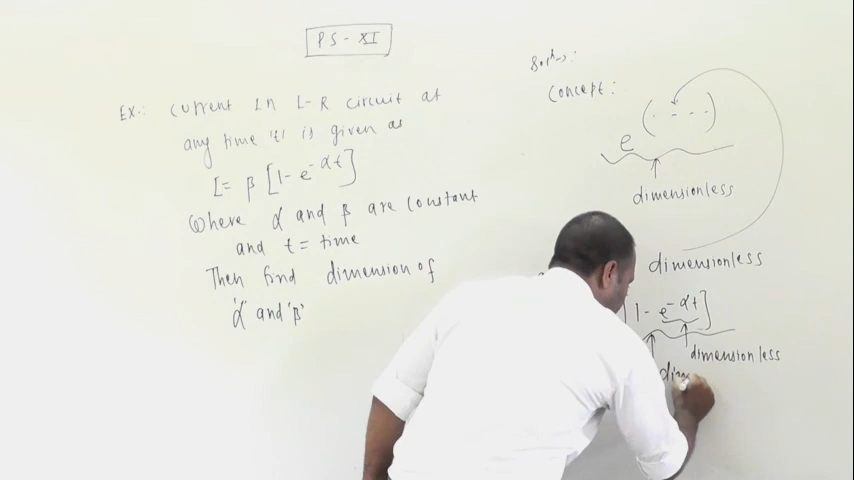 PS-XI
EX:: Current In L-R circuit at
any time 't' is given as
I= β [1- e^-αt]
Where α and β are constant
and t = time
Then find dimension of
'α' and 'β'
Soln:
Concept:
e^(- - - -)
dimensionless
dimensionless
[1- e^-αt]
dimensionless
dim